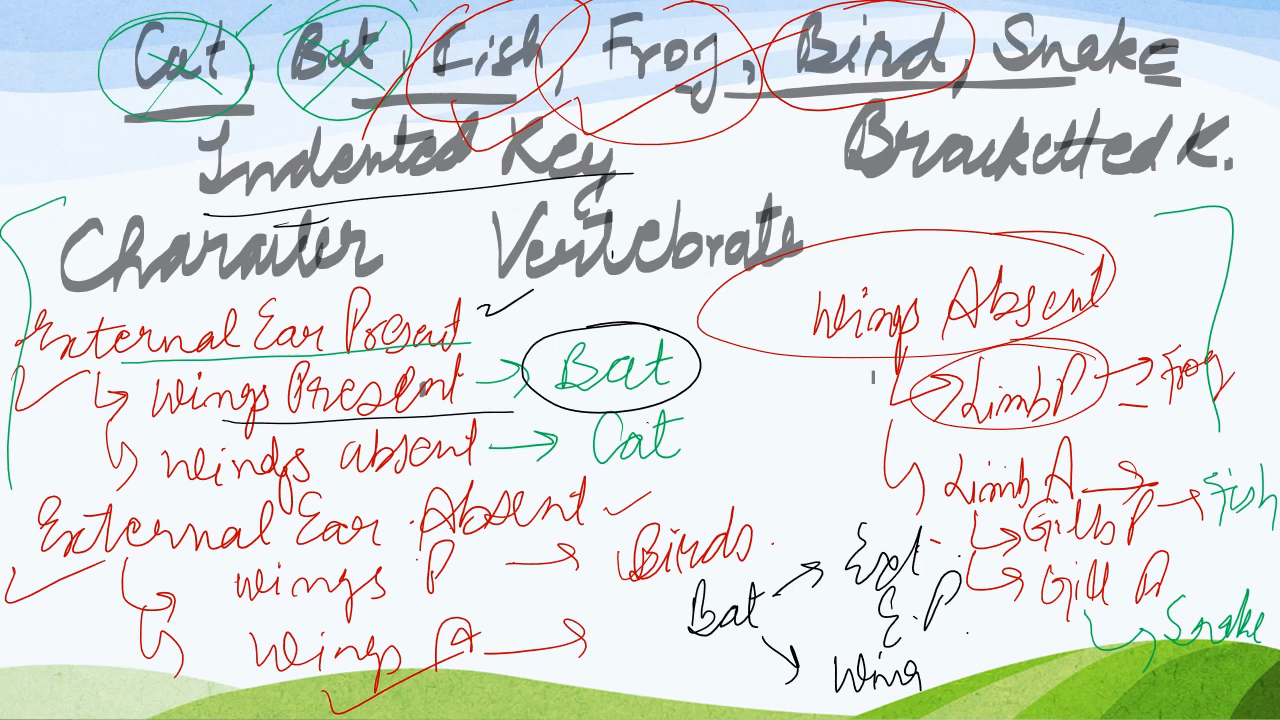 Cat, Bat, Fish, Frog, Bird, Snake
Indented Key
Bracketted K.
Character
Vertebrate
External Ear Present
Wings Present → Bat
Wings absent → Cat
External Ear Absent
Wings P → Birds
Wings A →
Wings Absent
Limb P → Frog
Limb A →
Gills P → Fish
Gill A
Snake
Bat → Ext
E.P.
Wing